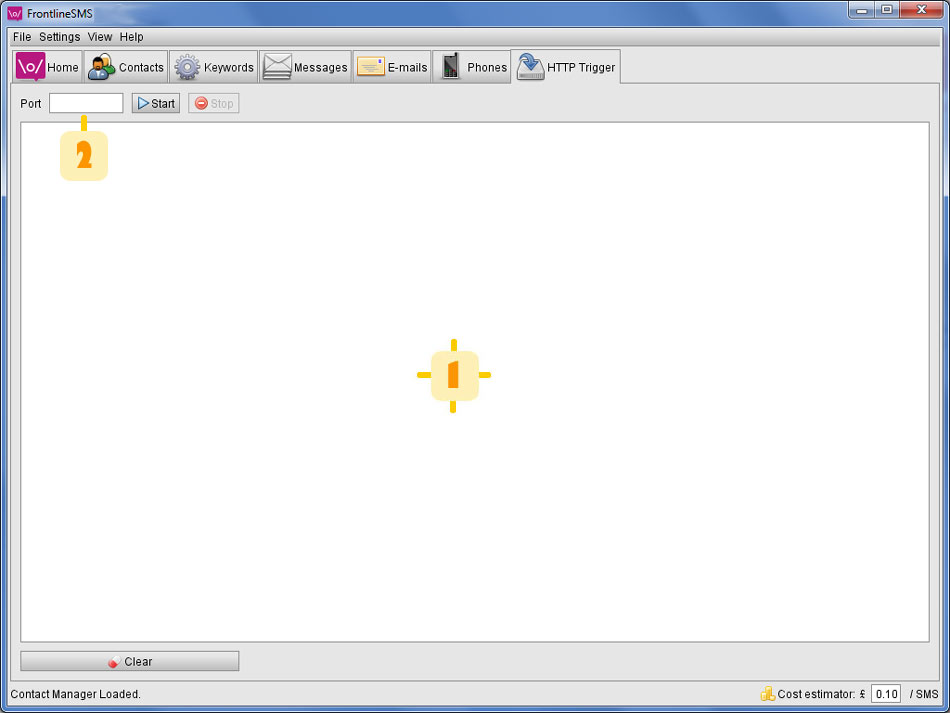 FrontlineSMS
File Settings View Help
\o/ Home Contacts Keywords Messages E-mails Phones HTTP Trigger
Port Start Stop
2
1
Clear
Contact Manager Loaded. Cost estimator: £ 0.10 / SMS